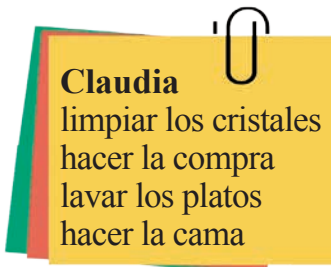 Claudia
limpiar los cristales
hacer la compra
lavar los platos
hacer la cama